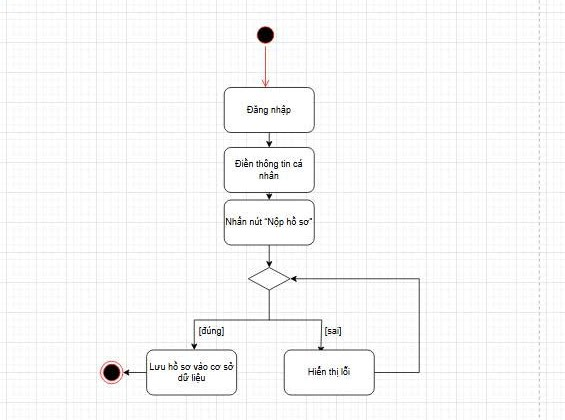 Đăng nhập
Điền thông tin cá
nhân
Nhấn nút "Nộp hồ sơ"
[đúng]
[sai]
Lưu hồ sơ vào cơ sở
dữ liệu
Hiển thị lỗi